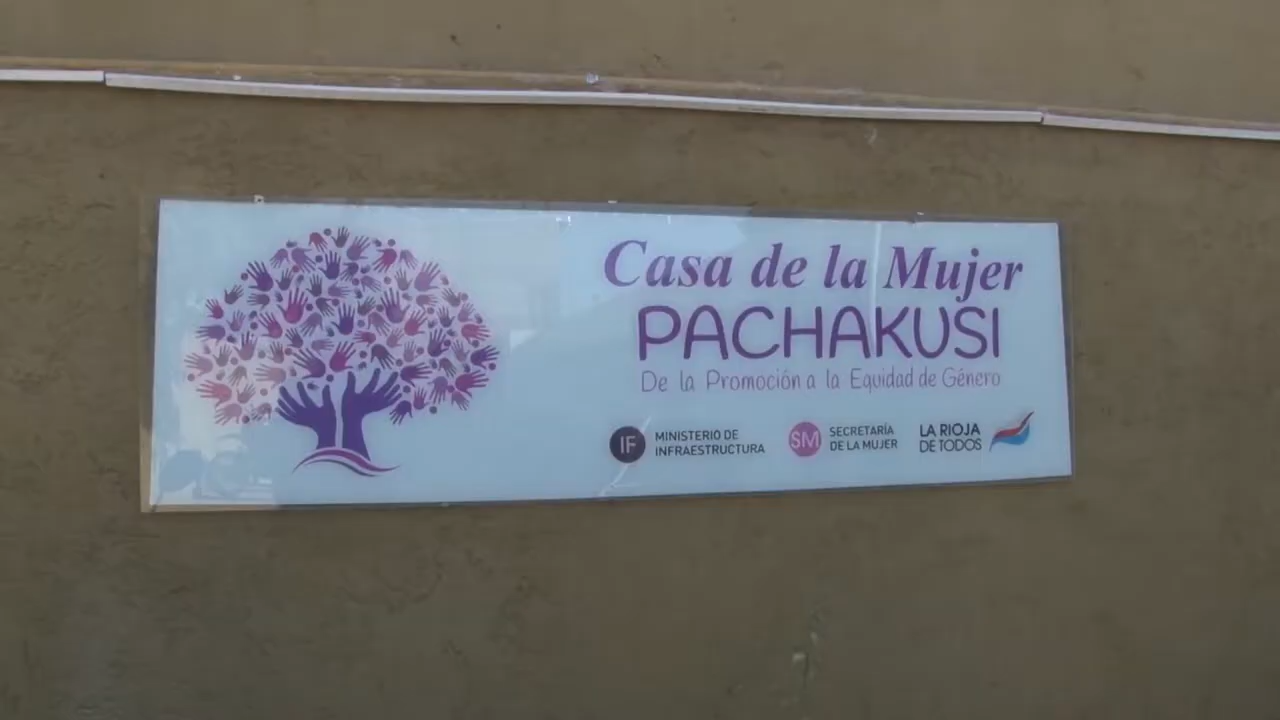 Casa de la Mujer
PACHAKUSI
De la Promoción a la Equidad de Género
IF
MINISTERIO DE
INFRAESTRUCTURA
SM
SECRETARÍA
DE LA MUJER
LA RIOJA
DE TODOS